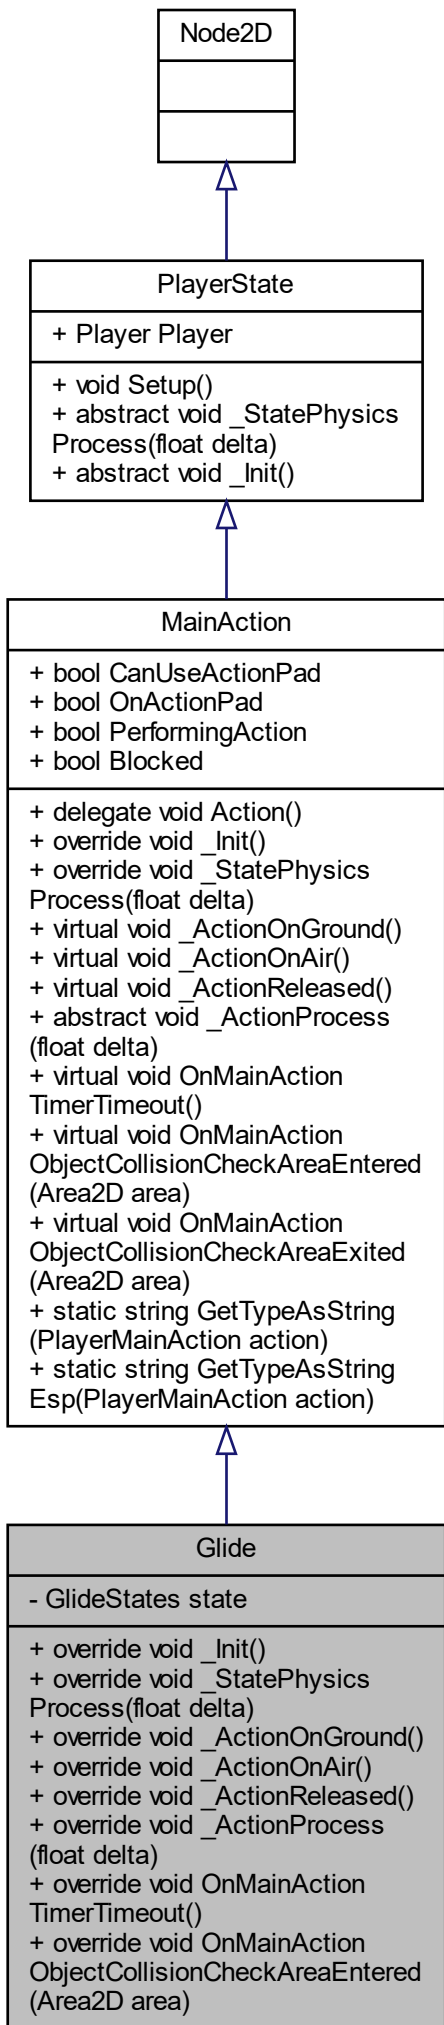 Node2D
PlayerState
+ Player Player
+ void Setup()
+ abstract void _StatePhysics
Process(float delta)
+ abstract void _Init()
MainAction
+ bool CanUseActionPad
+ bool OnActionPad
+ bool PerformingAction
+ bool Blocked
+ delegate void Action()
+ override void _Init()
+ override void _StatePhysics
Process(float delta)
+ virtual void _ActionOnGround()
+ virtual void _ActionOnAir()
+ virtual void _ActionReleased()
+ abstract void _ActionProcess
(float delta)
+ virtual void OnMainAction
TimerTimeout()
+ virtual void OnMainAction
ObjectCollisionCheckAreaEntered
(Area2D area)
+ virtual void OnMainAction
ObjectCollisionCheckAreaExited
(Area2D area)
+ static string GetTypeAsString
(PlayerMainAction action)
+ static string GetTypeAsString
Esp(PlayerMainAction action)
Glide
- GlideStates state
+ override void _Init()
+ override void _StatePhysics
Process(float delta)
+ override void _ActionOnGround()
+ override void _ActionOnAir()
+ override void _ActionReleased()
+ override void _ActionProcess
(float delta)
+ override void OnMainAction
TimerTimeout()
+ override void OnMainAction
ObjectCollisionCheckAreaEntered
(Area2D area)